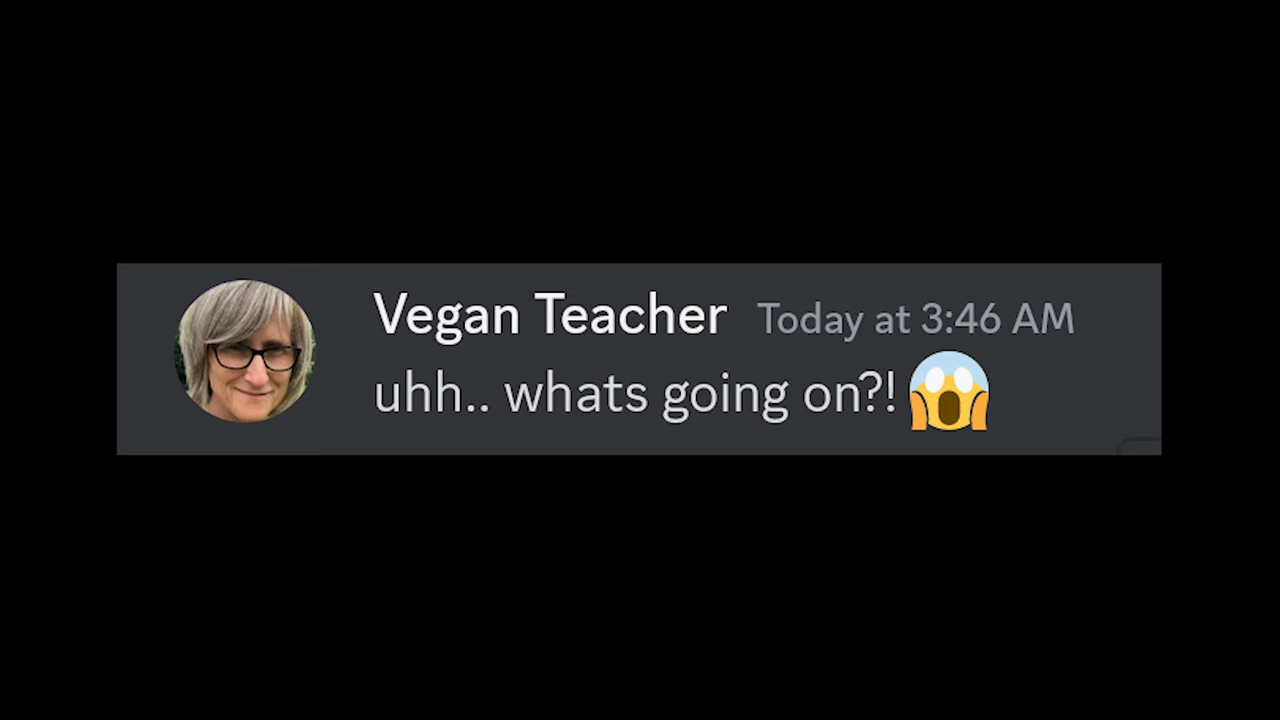 Vegan Teacher Today at 3:46 AM
uhh.. whats going on?! 😱